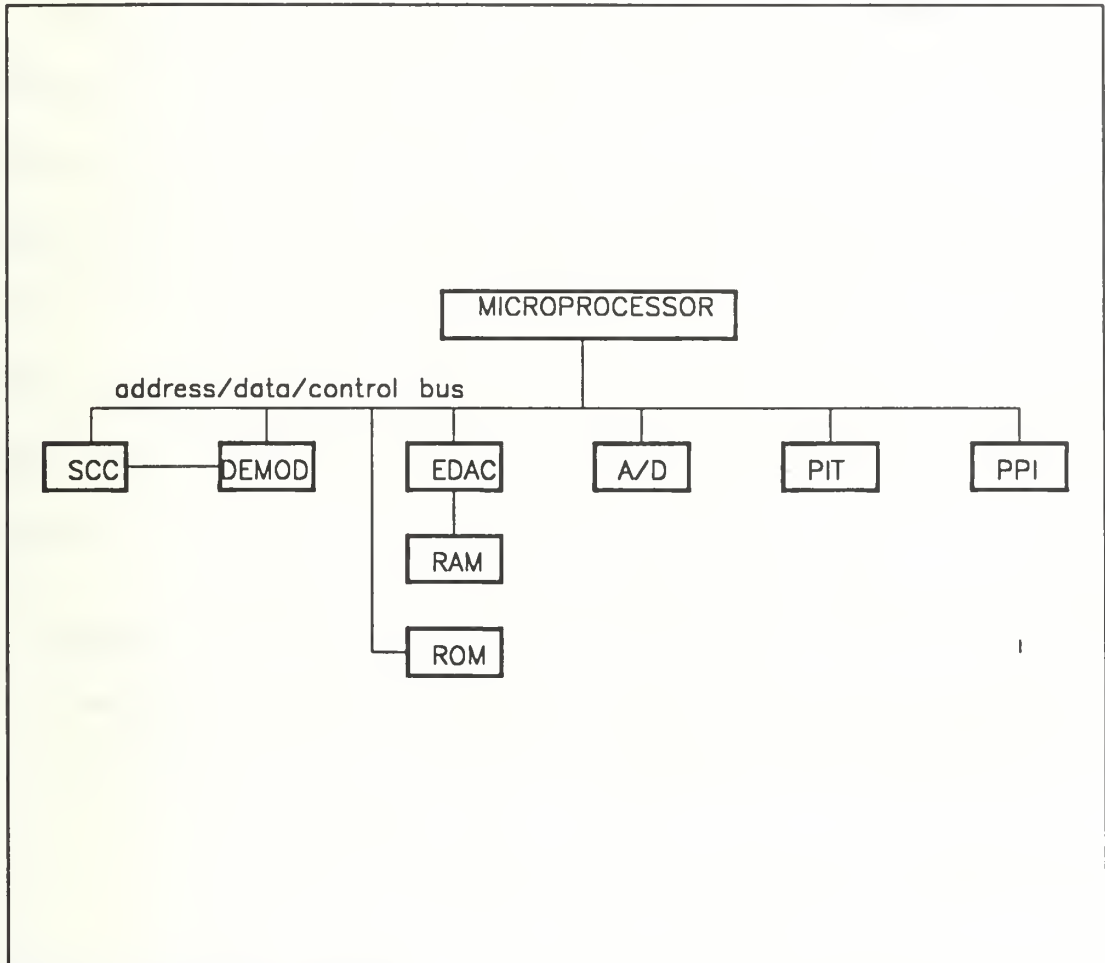 MICROPROCESSOR
address/data/control bus
SCC
DEMOD
EDAC
A/D
PIT
PPI
RAM
ROM